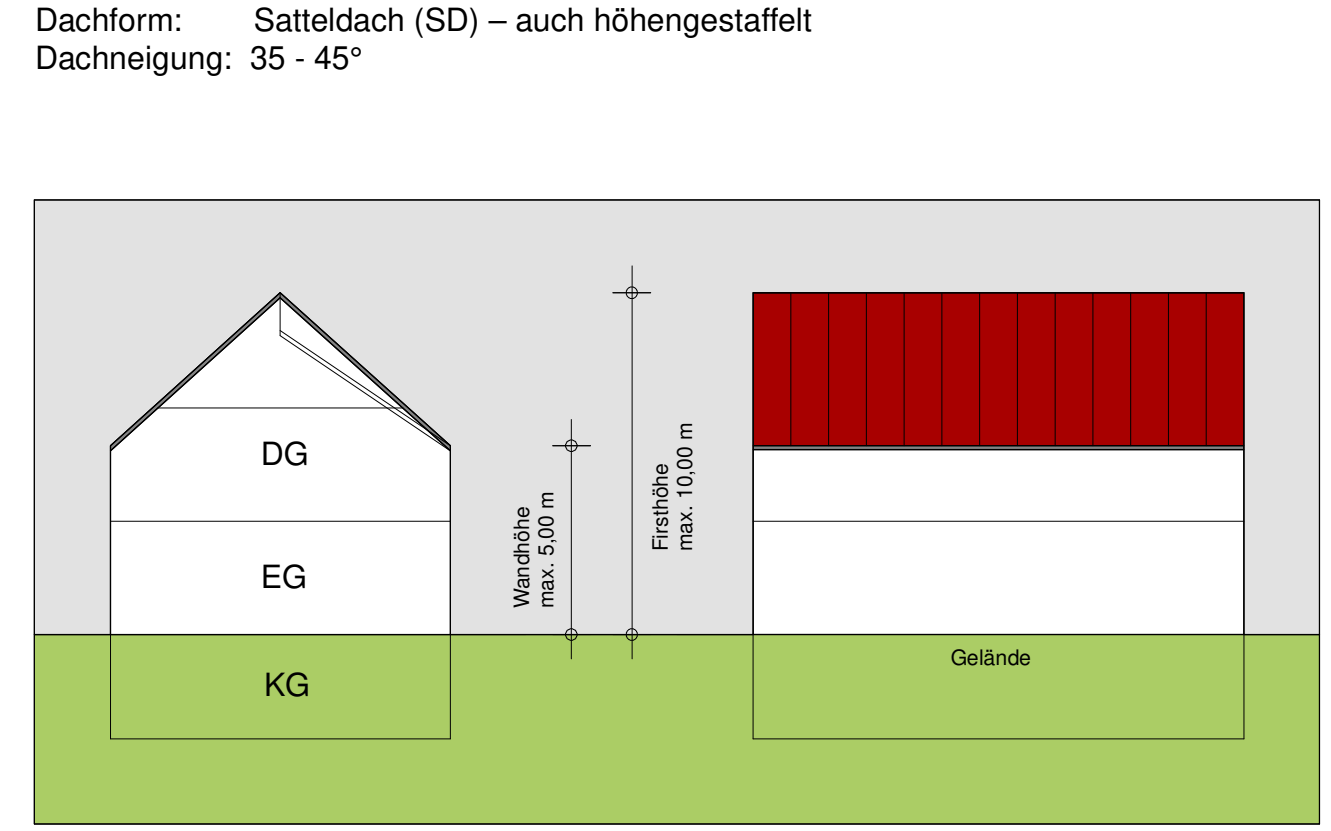 Dachform: Satteldach (SD) – auch höhengestaffelt
Dachneigung: 35 - 45°
DG
EG
KG
Wandhöhe
max. 5,00 m
Firsthöhe
max. 10,00 m
Gelände